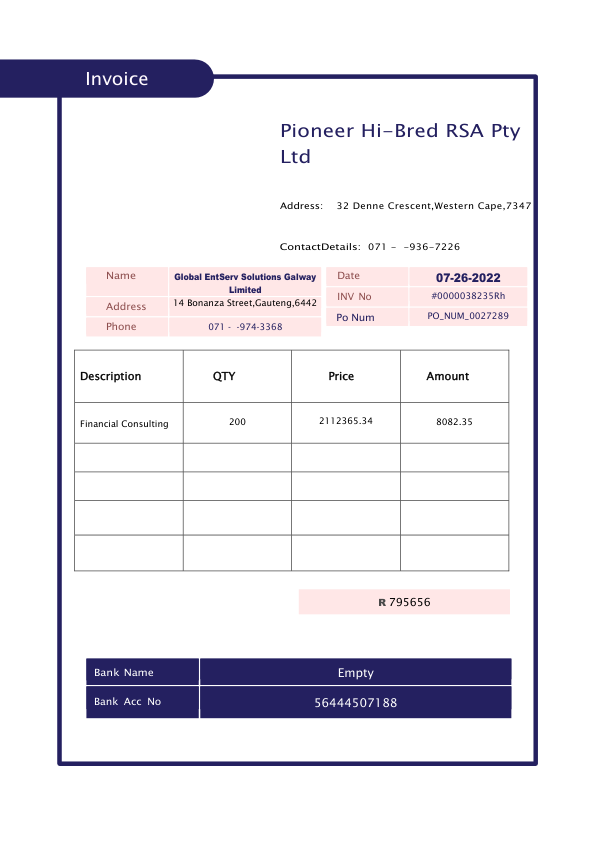 Invoice
Pioneer Hi-Bred RSA Pty
Ltd
Address: 32 Denne Crescent,Western Cape,7347
ContactDetails: 071 - -936-7226
Name Global EntServ Solutions Galway
Limited
Address 14 Bonanza Street,Gauteng,6442
Phone 071 - -974-3368
Date 07-26-2022
INV No #0000038235Rh
Po Num PO_NUM_0027289
Description QTY Price Amount
Financial Consulting 200 2112365.34 8082.35
R 795656
Bank Name Empty
Bank Acc No 56444507188